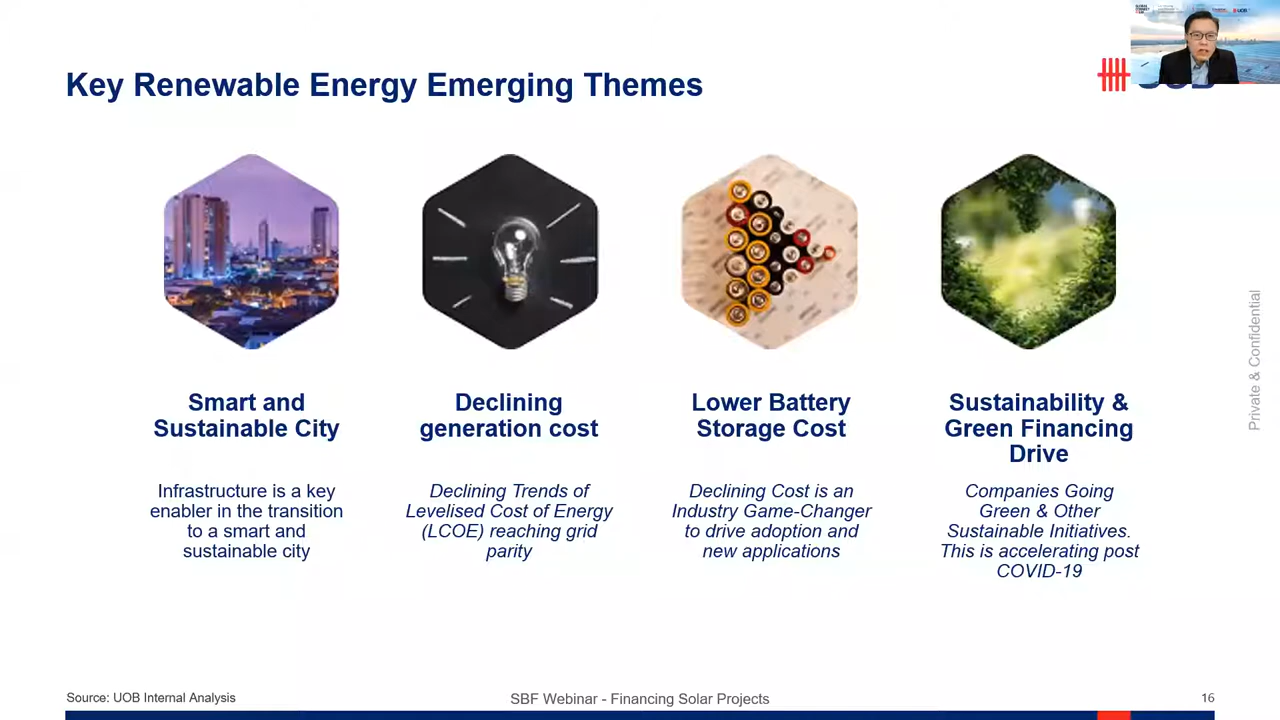 Key Renewable Energy Emerging Themes
UOB
Smart and
Sustainable City
Infrastructure is a key
enabler in the transition
to a smart and
sustainable city
Declining
generation cost
Declining Trends of
Levelised Cost of Energy
(LCOE) reaching grid
parity
Lower Battery
Storage Cost
Declining Cost is an
Industry Game-Changer
to drive adoption and
new applications
Sustainability &
Green Financing
Drive
Companies Going
Green & Other
Sustainable Initiatives.
This is accelerating post
COVID-19
Private & Confidential
Source: UOB Internal Analysis
SBF Webinar - Financing Solar Projects
16